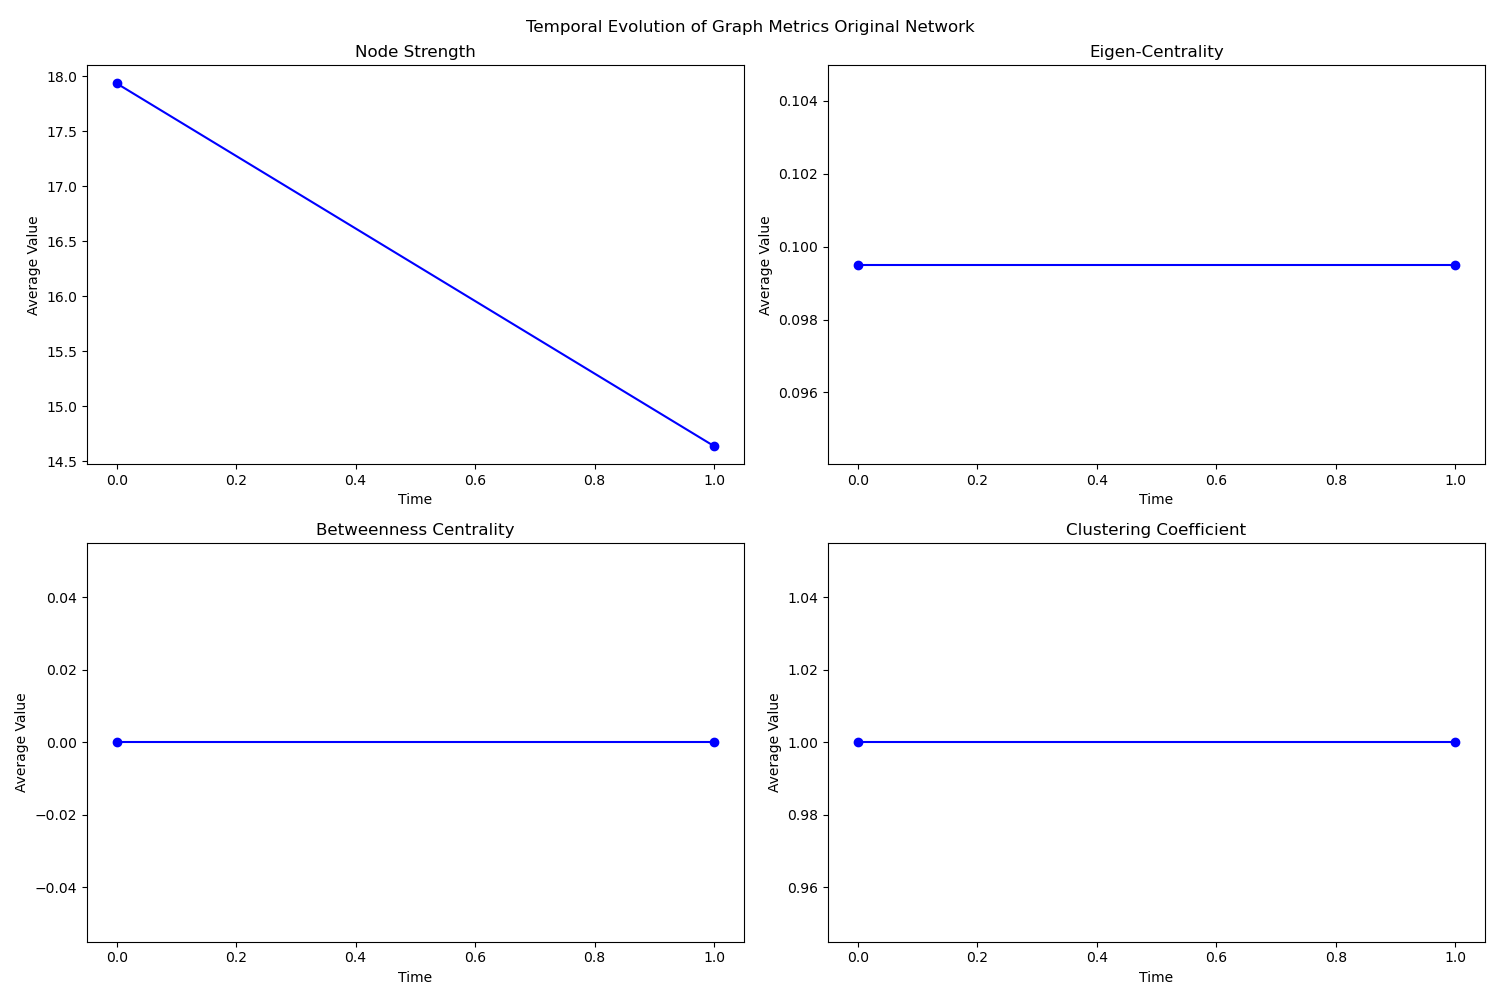 Temporal Evolution of Graph Metrics Original Network
Node Strength
18.0
17.5
17.0
16.5
16.0
15.5
15.0
14.5
Average Value
0.0 0.2 0.4 0.6 0.8 1.0
Time
Eigen-Centrality
0.104
0.102
0.100
0.098
0.096
Average Value
0.0 0.2 0.4 0.6 0.8 1.0
Time
Betweenness Centrality
0.04
0.02
0.00
−0.02
−0.04
Average Value
0.0 0.2 0.4 0.6 0.8 1.0
Time
Clustering Coefficient
1.04
1.02
1.00
0.98
0.96
Average Value
0.0 0.2 0.4 0.6 0.8 1.0
Time